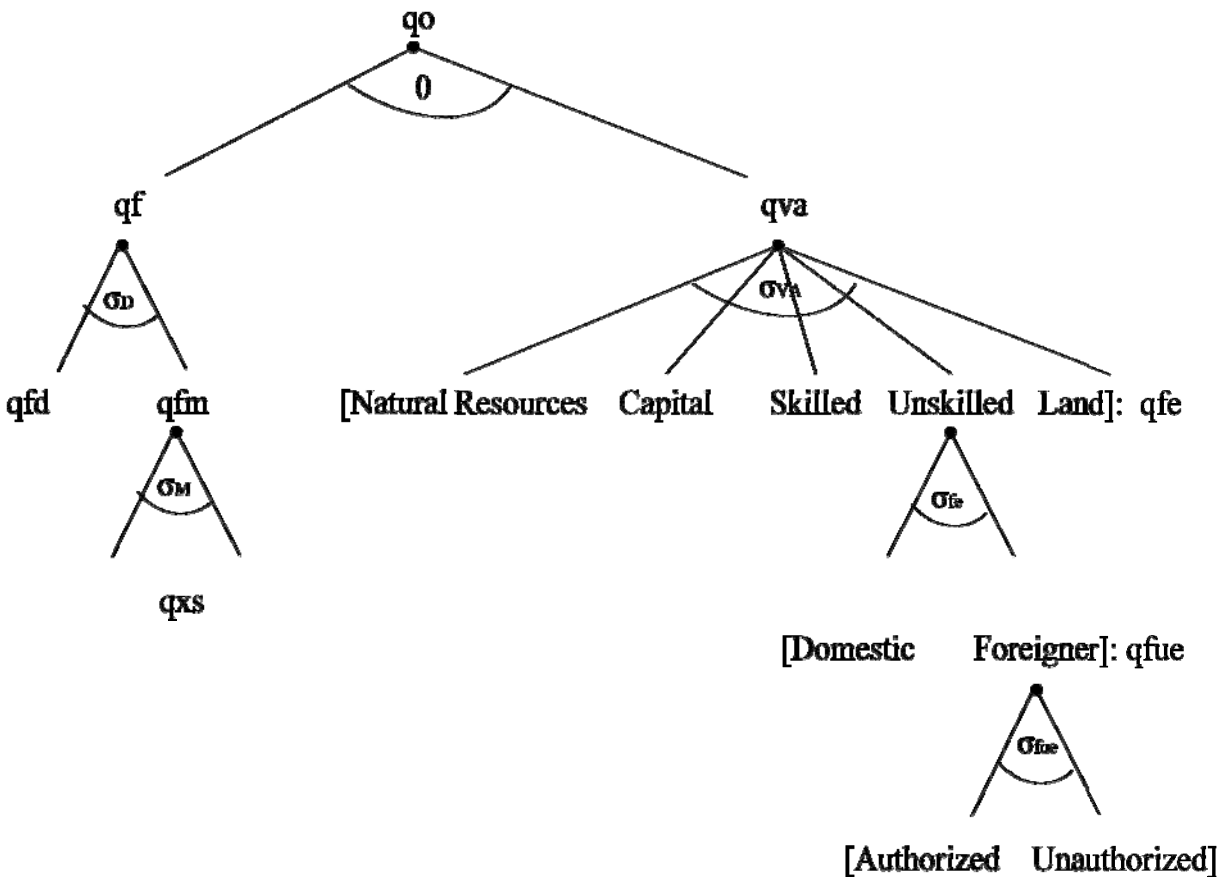 qo
0
qf qva
σD σVA
qfd qfm [Natural Resources Capital Skilled Unskilled Land]: qfe
σM σfe
qxs
[Domestic Foreigner]: qfue
σfue
[Authorized Unauthorized]